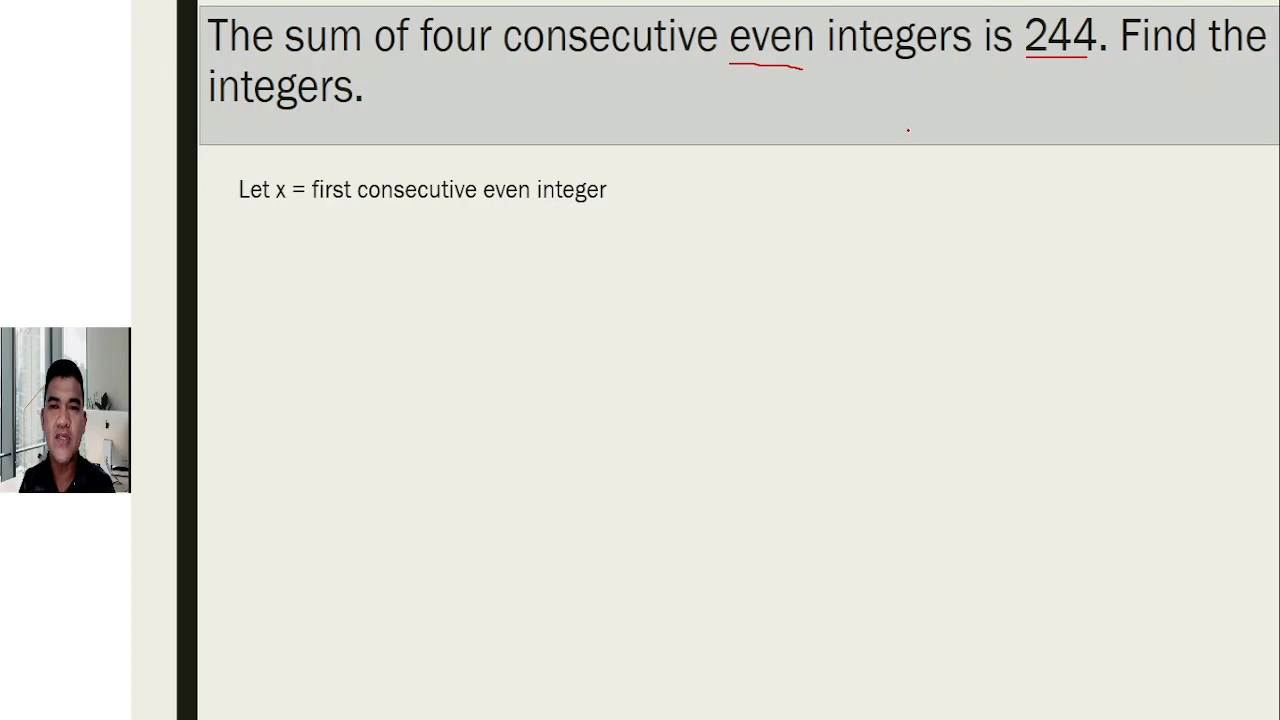 The sum of four consecutive even integers is 244. Find the
integers.
Let x = first consecutive even integer